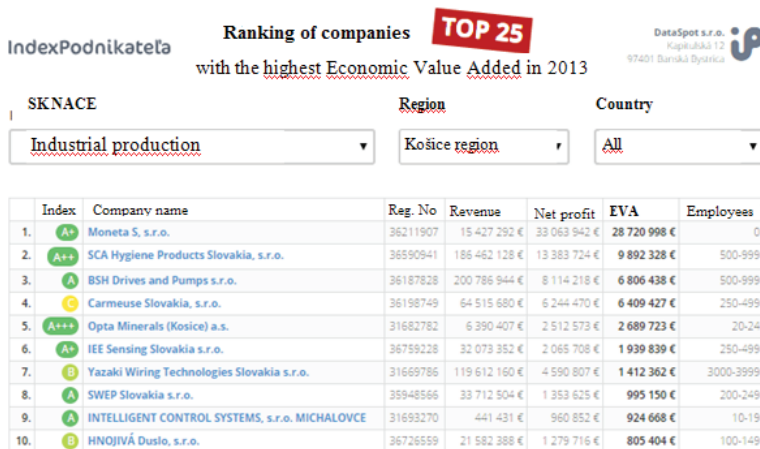 IndexPodnikateľa
Ranking of companies TOP 25
with the highest Economic Value Added in 2013
DataSpot s.r.o.
Kapitulská 12
97401 Banská Bystrica
SKNACE Region Country
Industrial production Košice region All
Index Company name Reg. No Revenue Net profit EVA Employees
1. A+ Moneta S, s.r.o. 36211907 15 427 292 € 33 063 942 € 28 720 998 € 0
2. A++ SCA Hygiene Products Slovakia, s.r.o. 36590941 186 462 128 € 13 383 724 € 9 892 328 € 500-999
3. A BSH Drives and Pumps s.r.o. 36187828 200 786 944 € 8 114 218 € 6 806 438 € 500-999
4. C Carmeuse Slovakia, s.r.o. 36198749 64 515 680 € 6 244 470 € 6 409 427 € 250-499
5. A+++ Opta Minerals (Kosice) a.s. 31682782 6 390 407 € 2 512 573 € 2 689 723 € 20-24
6. A+ IEE Sensing Slovakia s.r.o. 36759228 32 073 352 € 2 065 708 € 1 939 839 € 250-499
7. B Yazaki Wiring Technologies Slovakia s.r.o. 31669786 119 612 160 € 4 590 807 € 1 412 362 € 3000-3999
8. A SWEP Slovakia s.r.o. 35948566 33 712 504 € 1 353 625 € 995 150 € 200-249
9. A INTELLIGENT CONTROL SYSTEMS, s.r.o. MICHALOVCE 31693270 441 431 € 960 852 € 924 668 € 10-19
10. B HNOJIVÁ Duslo, s.r.o. 36726559 21 582 388 € 1 279 716 € 805 404 € 100-149